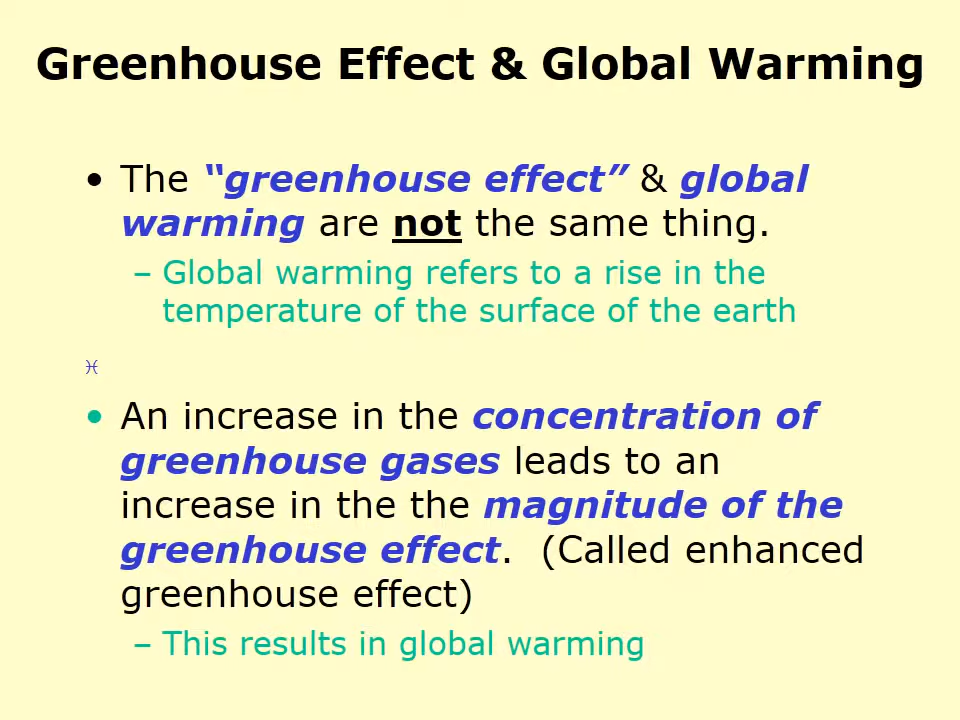 Greenhouse Effect & Global Warming
• The “greenhouse effect” & global
warming are not the same thing.
– Global warming refers to a rise in the
temperature of the surface of the earth
♓
• An increase in the concentration of
greenhouse gases leads to an
increase in the the magnitude of the
greenhouse effect.  (Called enhanced
greenhouse effect)
– This results in global warming